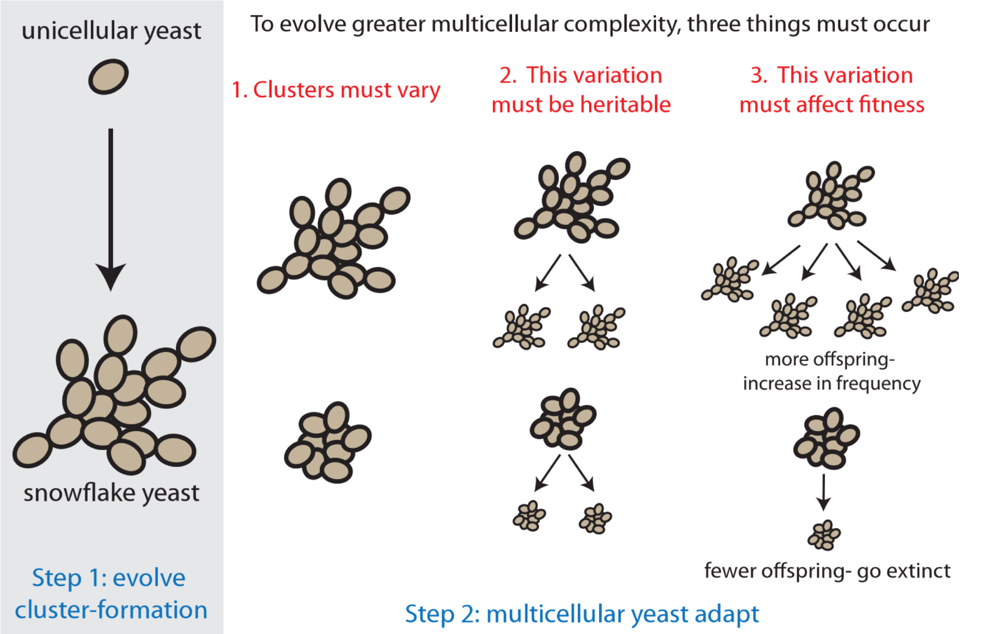 unicellular yeast
snowflake yeast
Step 1: evolve
cluster-formation
To evolve greater multicellular complexity, three things must occur
1. Clusters must vary
2. This variation
must be heritable
3. This variation
must affect fitness
more offspring-
increase in frequency
fewer offspring- go extinct
Step 2: multicellular yeast adapt